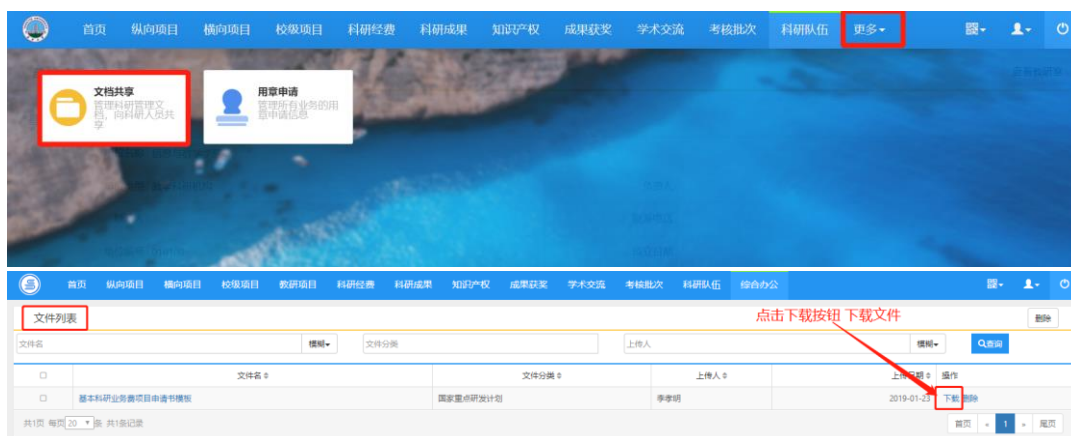 首页 纵向项目 横向项目 校级项目 科研经费 科研成果 知识产权 成果获奖 学术交流 考核批次 科研队伍 更多
文档共享
管理科研管理文
档、向科研人员共
享
用章申请
管理所有业务的用
章申请信息
首页 纵向项目 横向项目 校级项目 教研项目 科研经费 科研成果 知识产权 成果获奖 学术交流 考核批次 科研队伍 综合办公
文件列表 点击下载按钮 下载文件 删除
文件名 模糊 文件分类 上传人 模糊 查询
文件名 文件分类 上传人 上传日期 操作
基本科研业务费项目申请书模板 国家重点研发计划 李孝明 2019-01-23 下载 删除
共1页 每页 20 条 共1条记录 首页 « 1 » 尾页